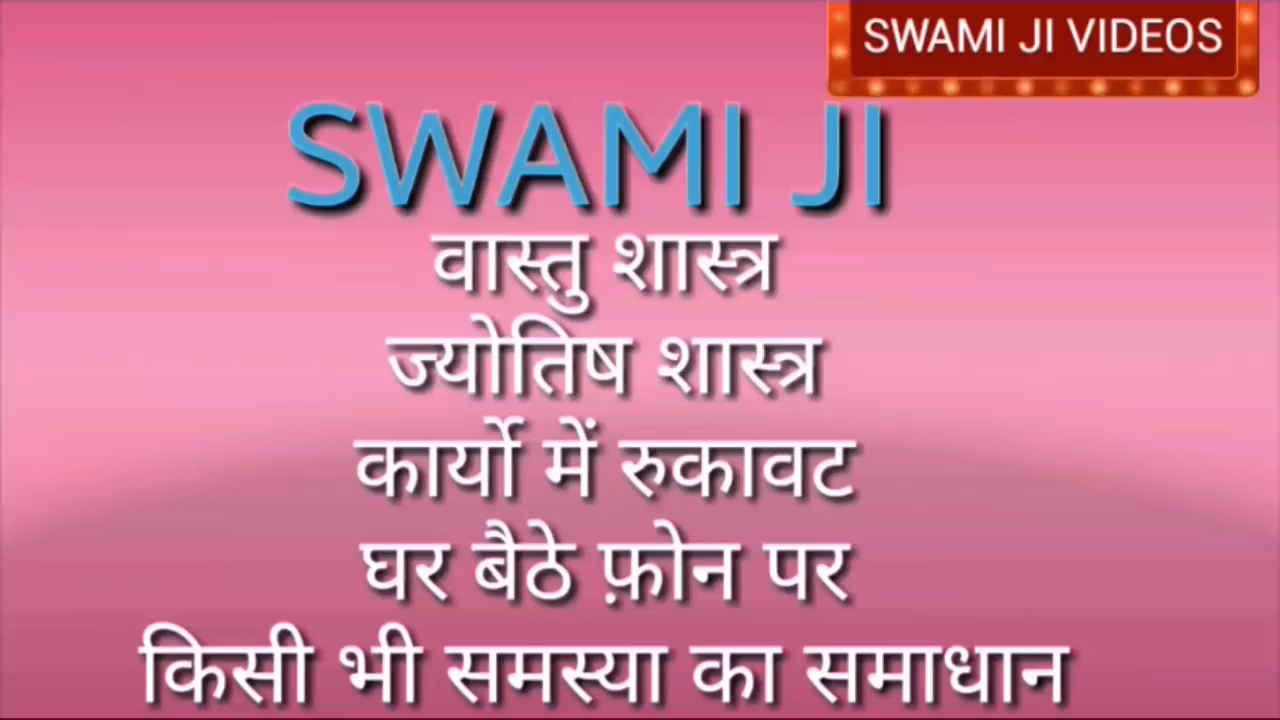 SWAMI JI VIDEOS
SWAMI JI
वास्तु शास्त्र
ज्योतिष शास्त्र
कार्यो में रुकावट
घर बैठे फ़ोन पर
किसी भी समस्या का समाधान